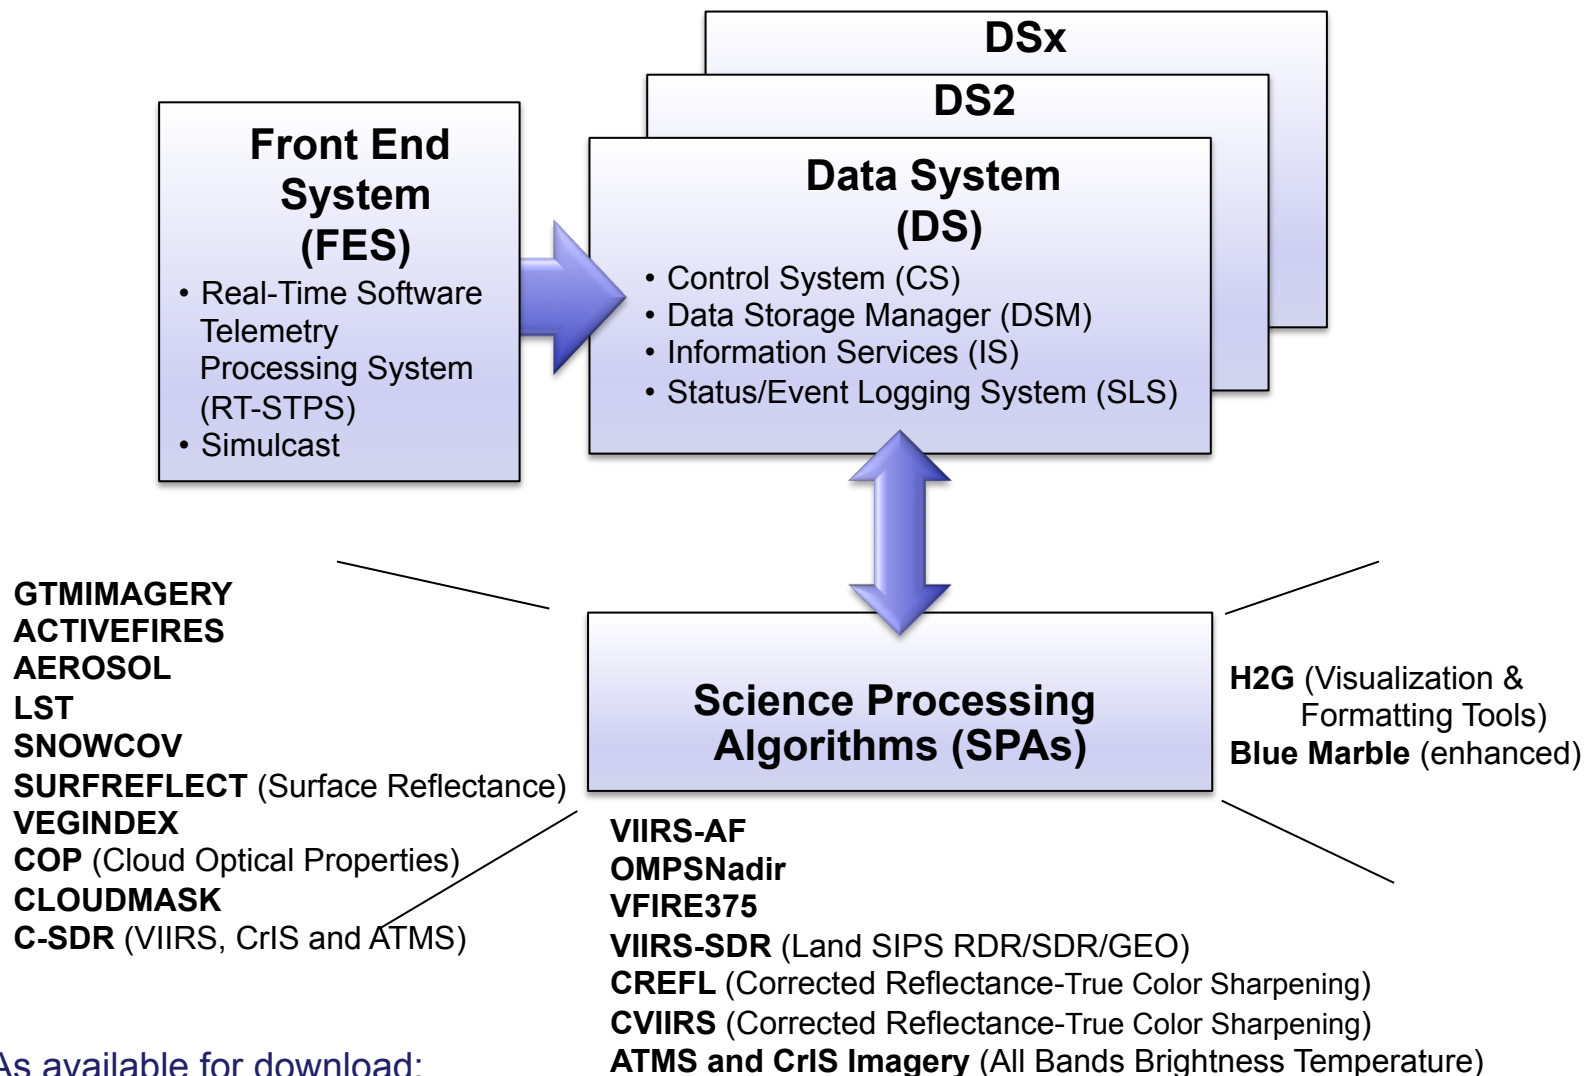 DSx
DS2
Front End
System
(FES)
• Real-Time Software
Telemetry
Processing System
(RT-STPS)
• Simulcast
Data System
(DS)
• Control System (CS)
• Data Storage Manager (DSM)
• Information Services (IS)
• Status/Event Logging System (SLS)
GTMIMAGERY
ACTIVEFIRES
AEROSOL
LST
SNOWCOV
SURFREFLECT (Surface Reflectance)
VEGINDEX
COP (Cloud Optical Properties)
CLOUDMASK
C-SDR (VIIRS, CrIS and ATMS)
Science Processing
Algorithms (SPAs)
H2G (Visualization &
Formatting Tools)
Blue Marble (enhanced)
VIIRS-AF
OMPSNadir
VFIRE375
VIIRS-SDR (Land SIPS RDR/SDR/GEO)
CREFL (Corrected Reflectance-True Color Sharpening)
CVIIRS (Corrected Reflectance-True Color Sharpening)
ATMS and CrIS Imagery (All Bands Brightness Temperature)
As available for download: